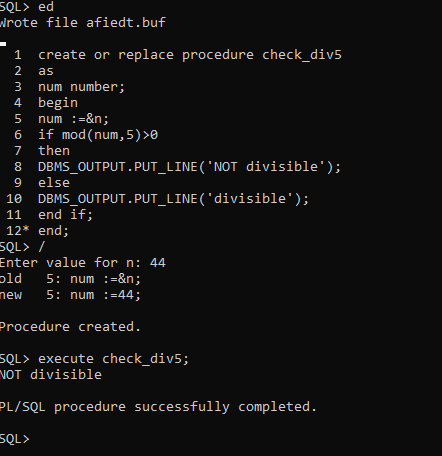 SQL> ed
Wrote file afiedt.buf
1 create or replace procedure check_div5
2 as
3 num number;
4 begin
5 num :=&n;
6 if mod(num,5)>0
7 then
8 DBMS_OUTPUT.PUT_LINE('NOT divisible');
9 else
10 DBMS_OUTPUT.PUT_LINE('divisible');
11 end if;
12* end;
SQL> /
Enter value for n: 44
old 5: num :=&n;
new 5: num :=44;
Procedure created.
SQL> execute check_div5;
NOT divisible
PL/SQL procedure successfully completed.
SQL>